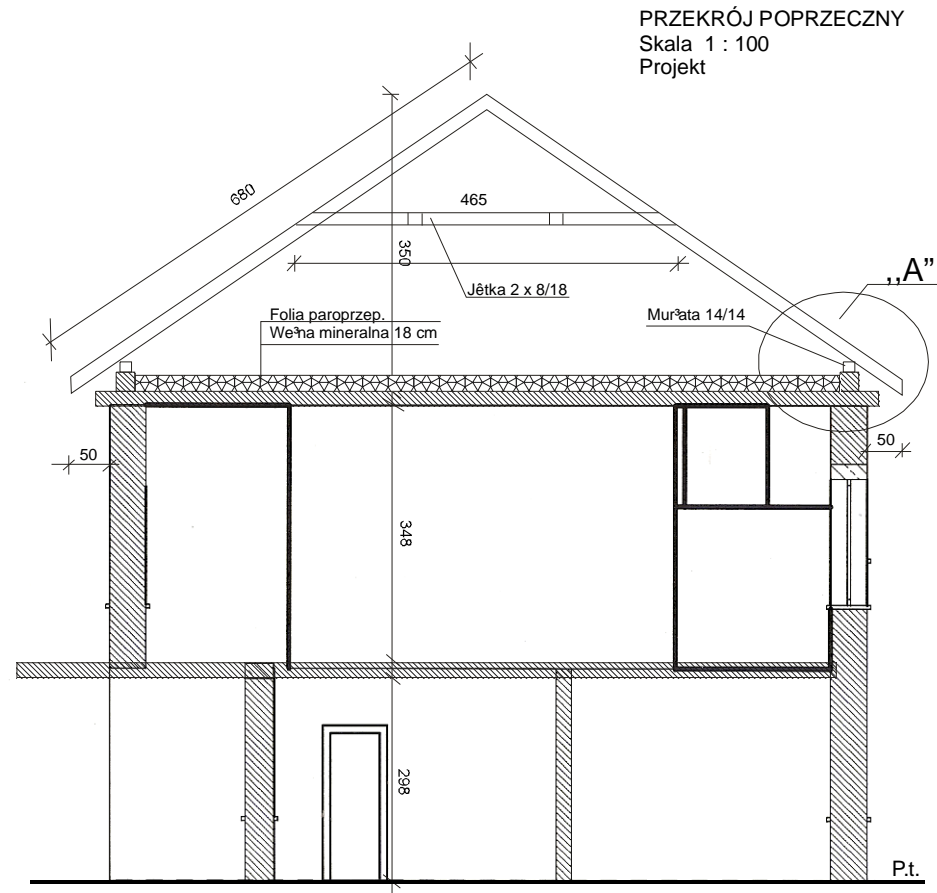 PRZEKRÓJ POPRZECZNY
Skala 1 : 100
Projekt
680
465
350
Jêtka 2 x 8/18
,,A”
Folia paroprzep.
We³na mineralna 18 cm
Mur³ata 14/14
50
50
348
298
P.t.